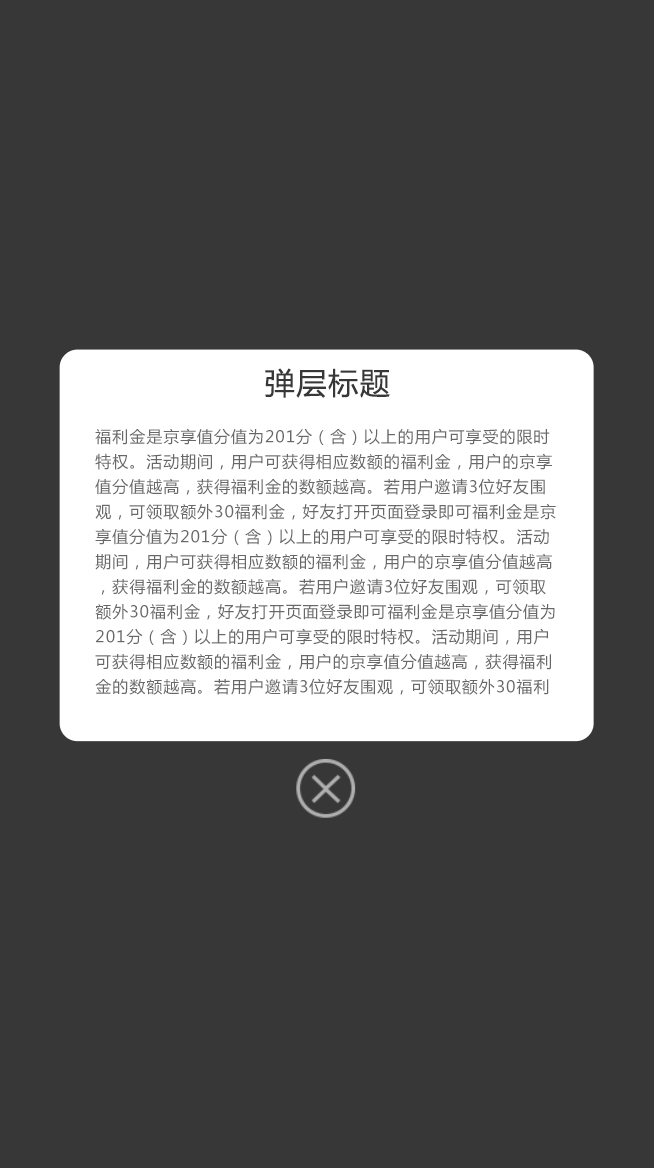 弹层标题
福利金是京享值分值为201分（含）以上的用户可享受的限时
特权。活动期间，用户可获得相应数额的福利金，用户的京享
值分值越高，获得福利金的数额越高。若用户邀请3位好友围
观，可领取额外30福利金，好友打开页面登录即可福利金是京
享值分值为201分（含）以上的用户可享受的限时特权。活动
期间，用户可获得相应数额的福利金，用户的京享值分值越高
，获得福利金的数额越高。若用户邀请3位好友围观，可领取
额外30福利金，好友打开页面登录即可福利金是京享值分值为
201分（含）以上的用户可享受的限时特权。活动期间，用户
可获得相应数额的福利金，用户的京享值分值越高，获得福利
金的数额越高。若用户邀请3位好友围观，可领取额外30福利